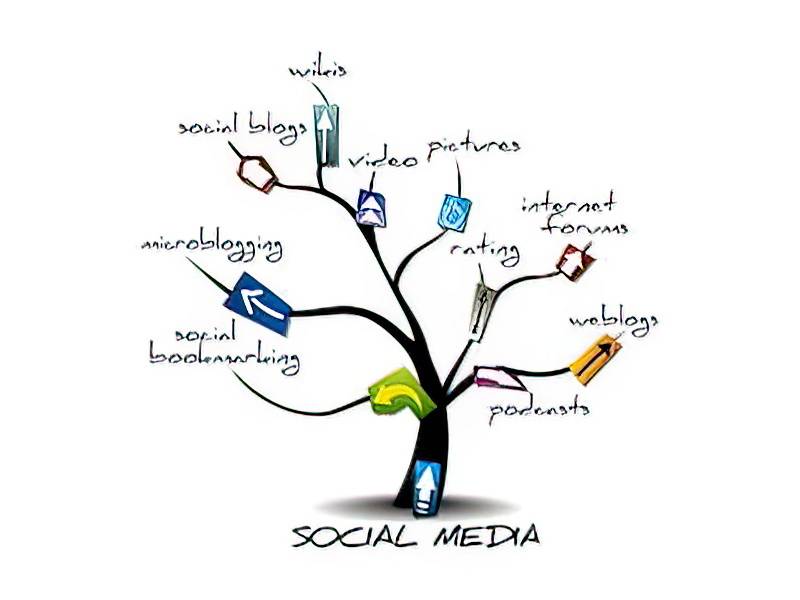 wikis
social blogs
video
pictures
internet
forums
microblogging
rating
weblogs
social
bookmarking
podcasts
SOCIAL MEDIA